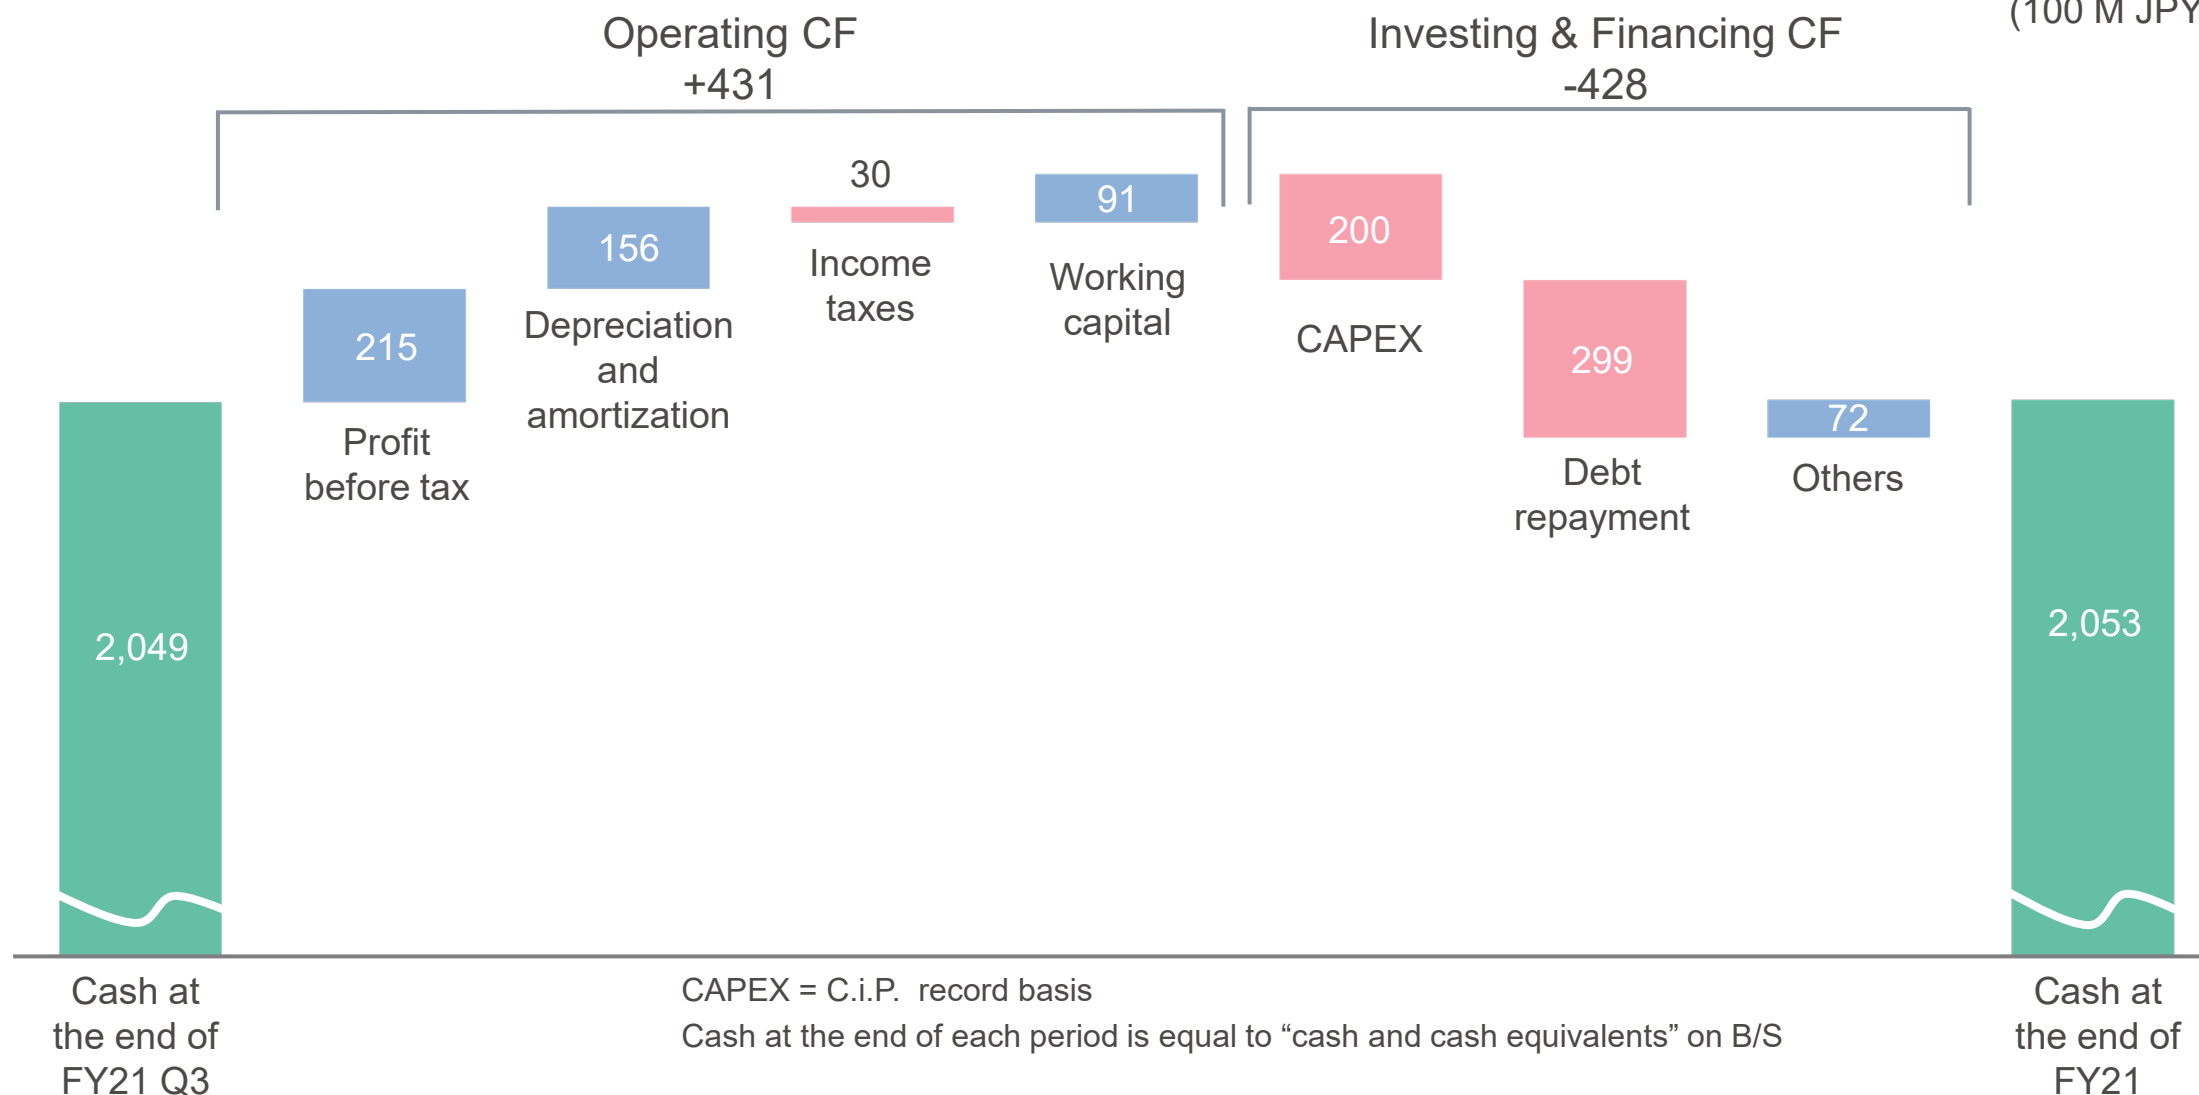 (100 M JPY
Operating CF
+431
Investing & Financing CF
-428
30
Income
taxes
91
Working
capital
156
Depreciation
and
amortization
215
Profit
before tax
200
CAPEX
299
Debt
repayment
72
Others
2,049
2,053
Cash at
the end of
FY21 Q3
CAPEX = C.i.P.  record basis
Cash at the end of each period is equal to “cash and cash equivalents” on B/S
Cash at
the end of
FY21